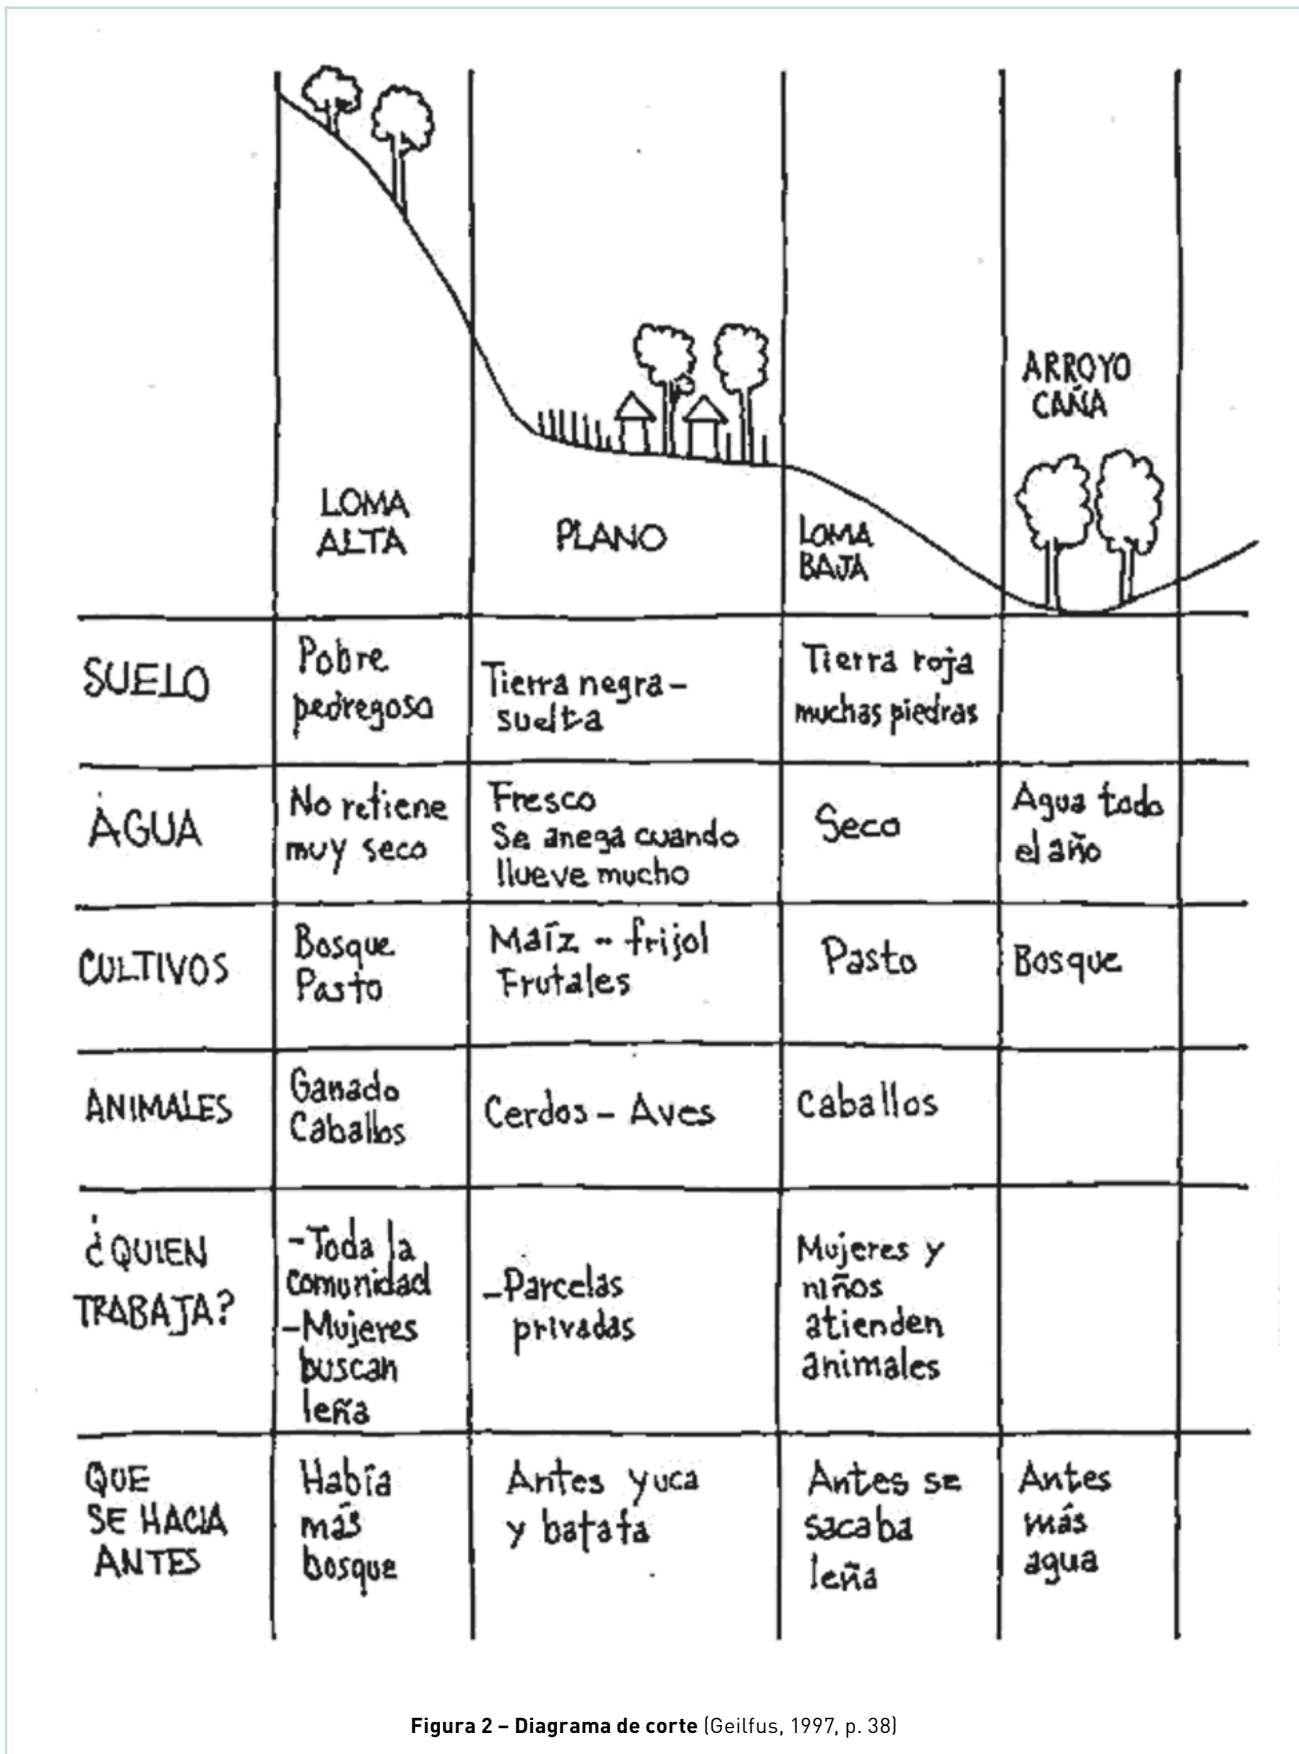 ARROYO
CAÑA
LOMA
ALTA
PLANO
LOMA
BAJA
SUELO
Pobre
pedregoso
Tierra negra –
suelta
Tierra roja
muchas piedras
ÁGUA
No retiene
muy seco
Fresco
Se anega cuando
llueve mucho
Seco
Agua todo
el año
CULTIVOS
Bosque
Pasto
Maíz - frijol
Frutales
Pasto
Bosque
ANIMALES
Ganado
Caballos
Cerdos – Aves
Caballos
¿QUIEN
TRABAJA?
– Toda la
comunidad
– Mujeres
buscan
leña
– Parcelas
privadas
Mujeres y
niños
atienden
animales
QUE
SE HACIA
ANTES
Había
más
bosque
Antes yuca
y batata
Antes se
sacaba
leña
Antes
más
agua
Figura 2 – Diagrama de corte (Geilfus, 1997, p. 38)